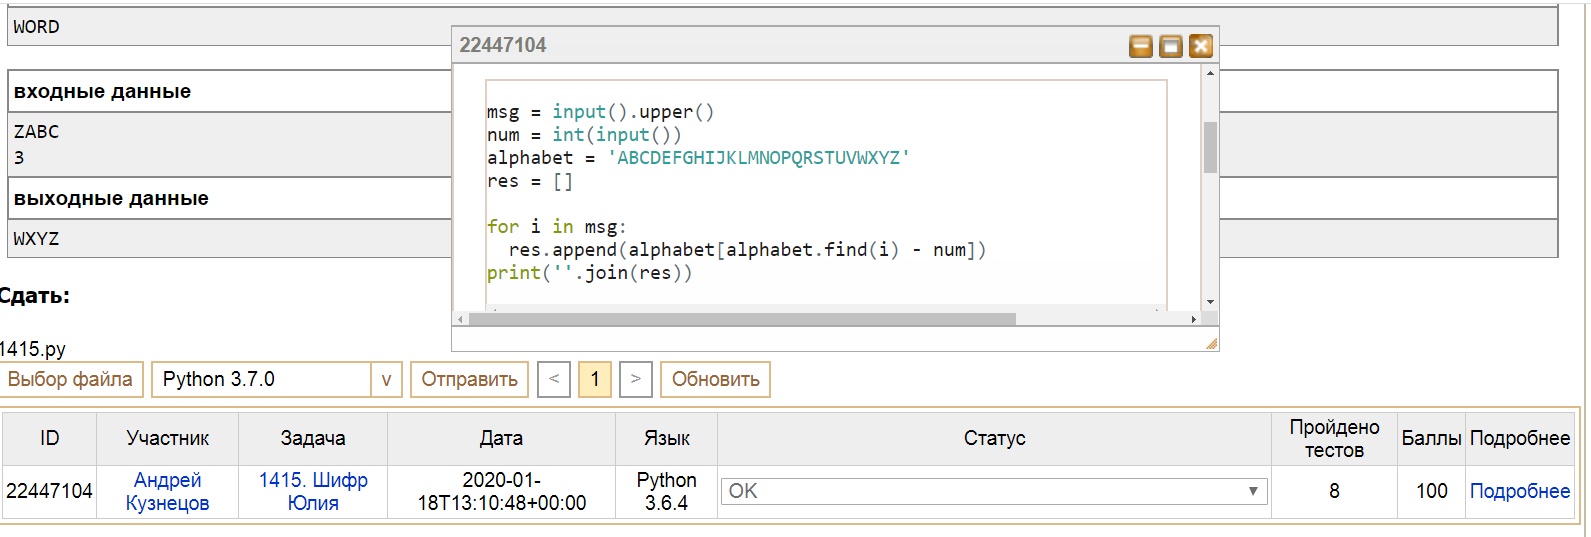 WORD
входные данные
ZABC
3
выходные данные
WXYZ
22447104
msg = input().upper()
num = int(input())
alphabet = 'ABCDEFGHIJKLMNOPQRSTUVWXYZ'
res = []
for i in msg:
  res.append(alphabet[alphabet.find(i) - num])
print(''.join(res))
Сдать:
1415.py
Выбор файла Python 3.7.0 v Отправить < 1 > Обновить
ID Участник Задача Дата Язык Статус Пройдено тестов Баллы Подробнее
22447104 Андрей Кузнецов 1415. Шифр Юлия 2020-01-18T13:10:48+00:00 Python 3.6.4 OK 8 100 Подробнее